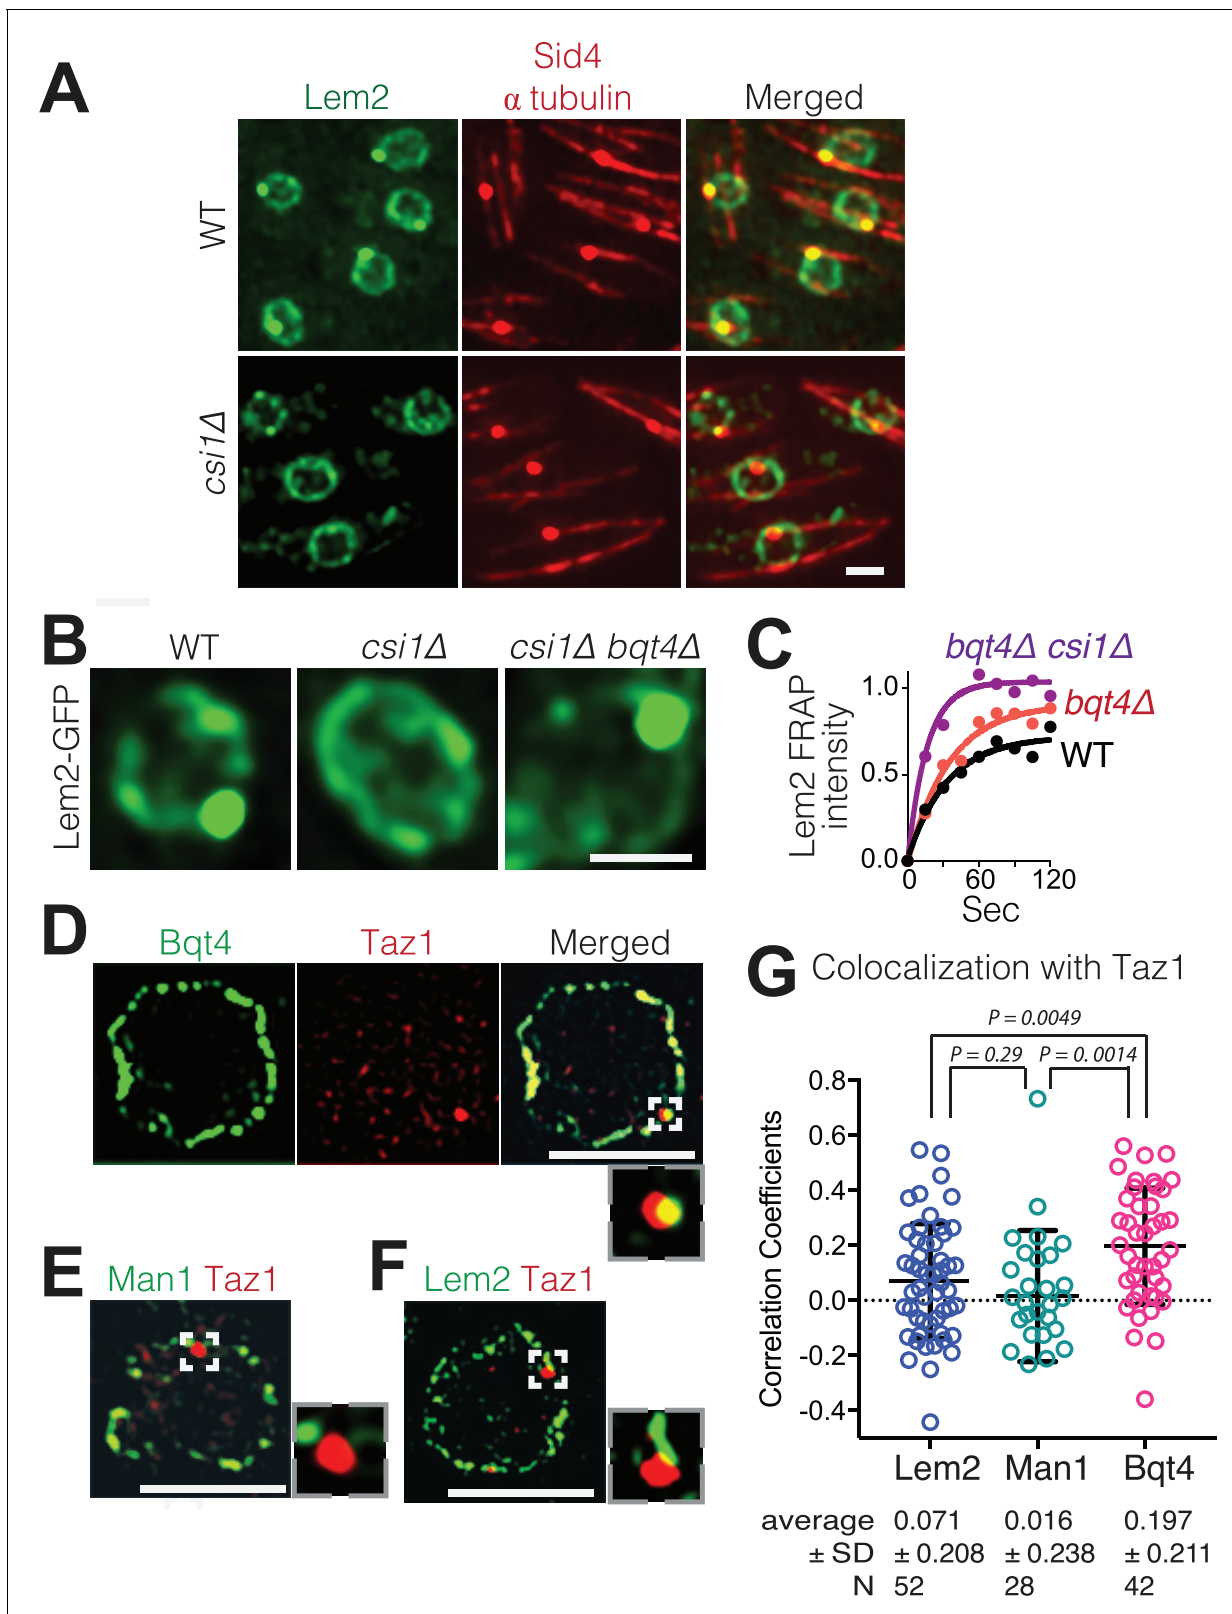 A
Lem2
Sid4
α tubulin
Merged
WT
csi1Δ
B
WT
csi1Δ
csi1Δ bqt4Δ
Lem2-GFP
C
bqt4Δ csi1Δ
bqt4Δ
WT
Lem2 FRAP
intensity
1.0
0.5
0.0
0
60
120
Sec
D
Bqt4
Taz1
Merged
E
Man1 Taz1
F
Lem2 Taz1
G
Colocalization with Taz1
P = 0.0049
P = 0.29
P = 0. 0014
Correlation Coefficients
0.8
0.6
0.4
0.2
0.0
-0.2
-0.4
Lem2 Man1 Bqt4
average 0.071 0.016 0.197
± SD ± 0.208 ± 0.238 ± 0.211
N 52 28 42